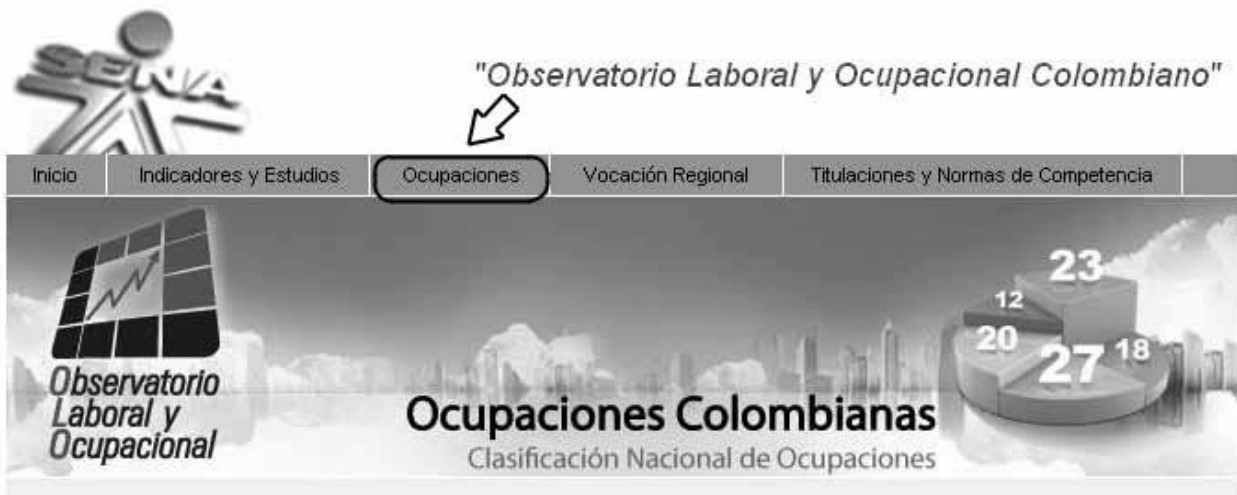 SENA
"Observatorio Laboral y Ocupacional Colombiano"
Inicio Indicadores y Estudios Ocupaciones Vocación Regional Titulaciones y Normas de Competencia
23
12
20
27
18
Observatorio
Laboral y
Ocupacional
Ocupaciones Colombianas
Clasificación Nacional de Ocupaciones